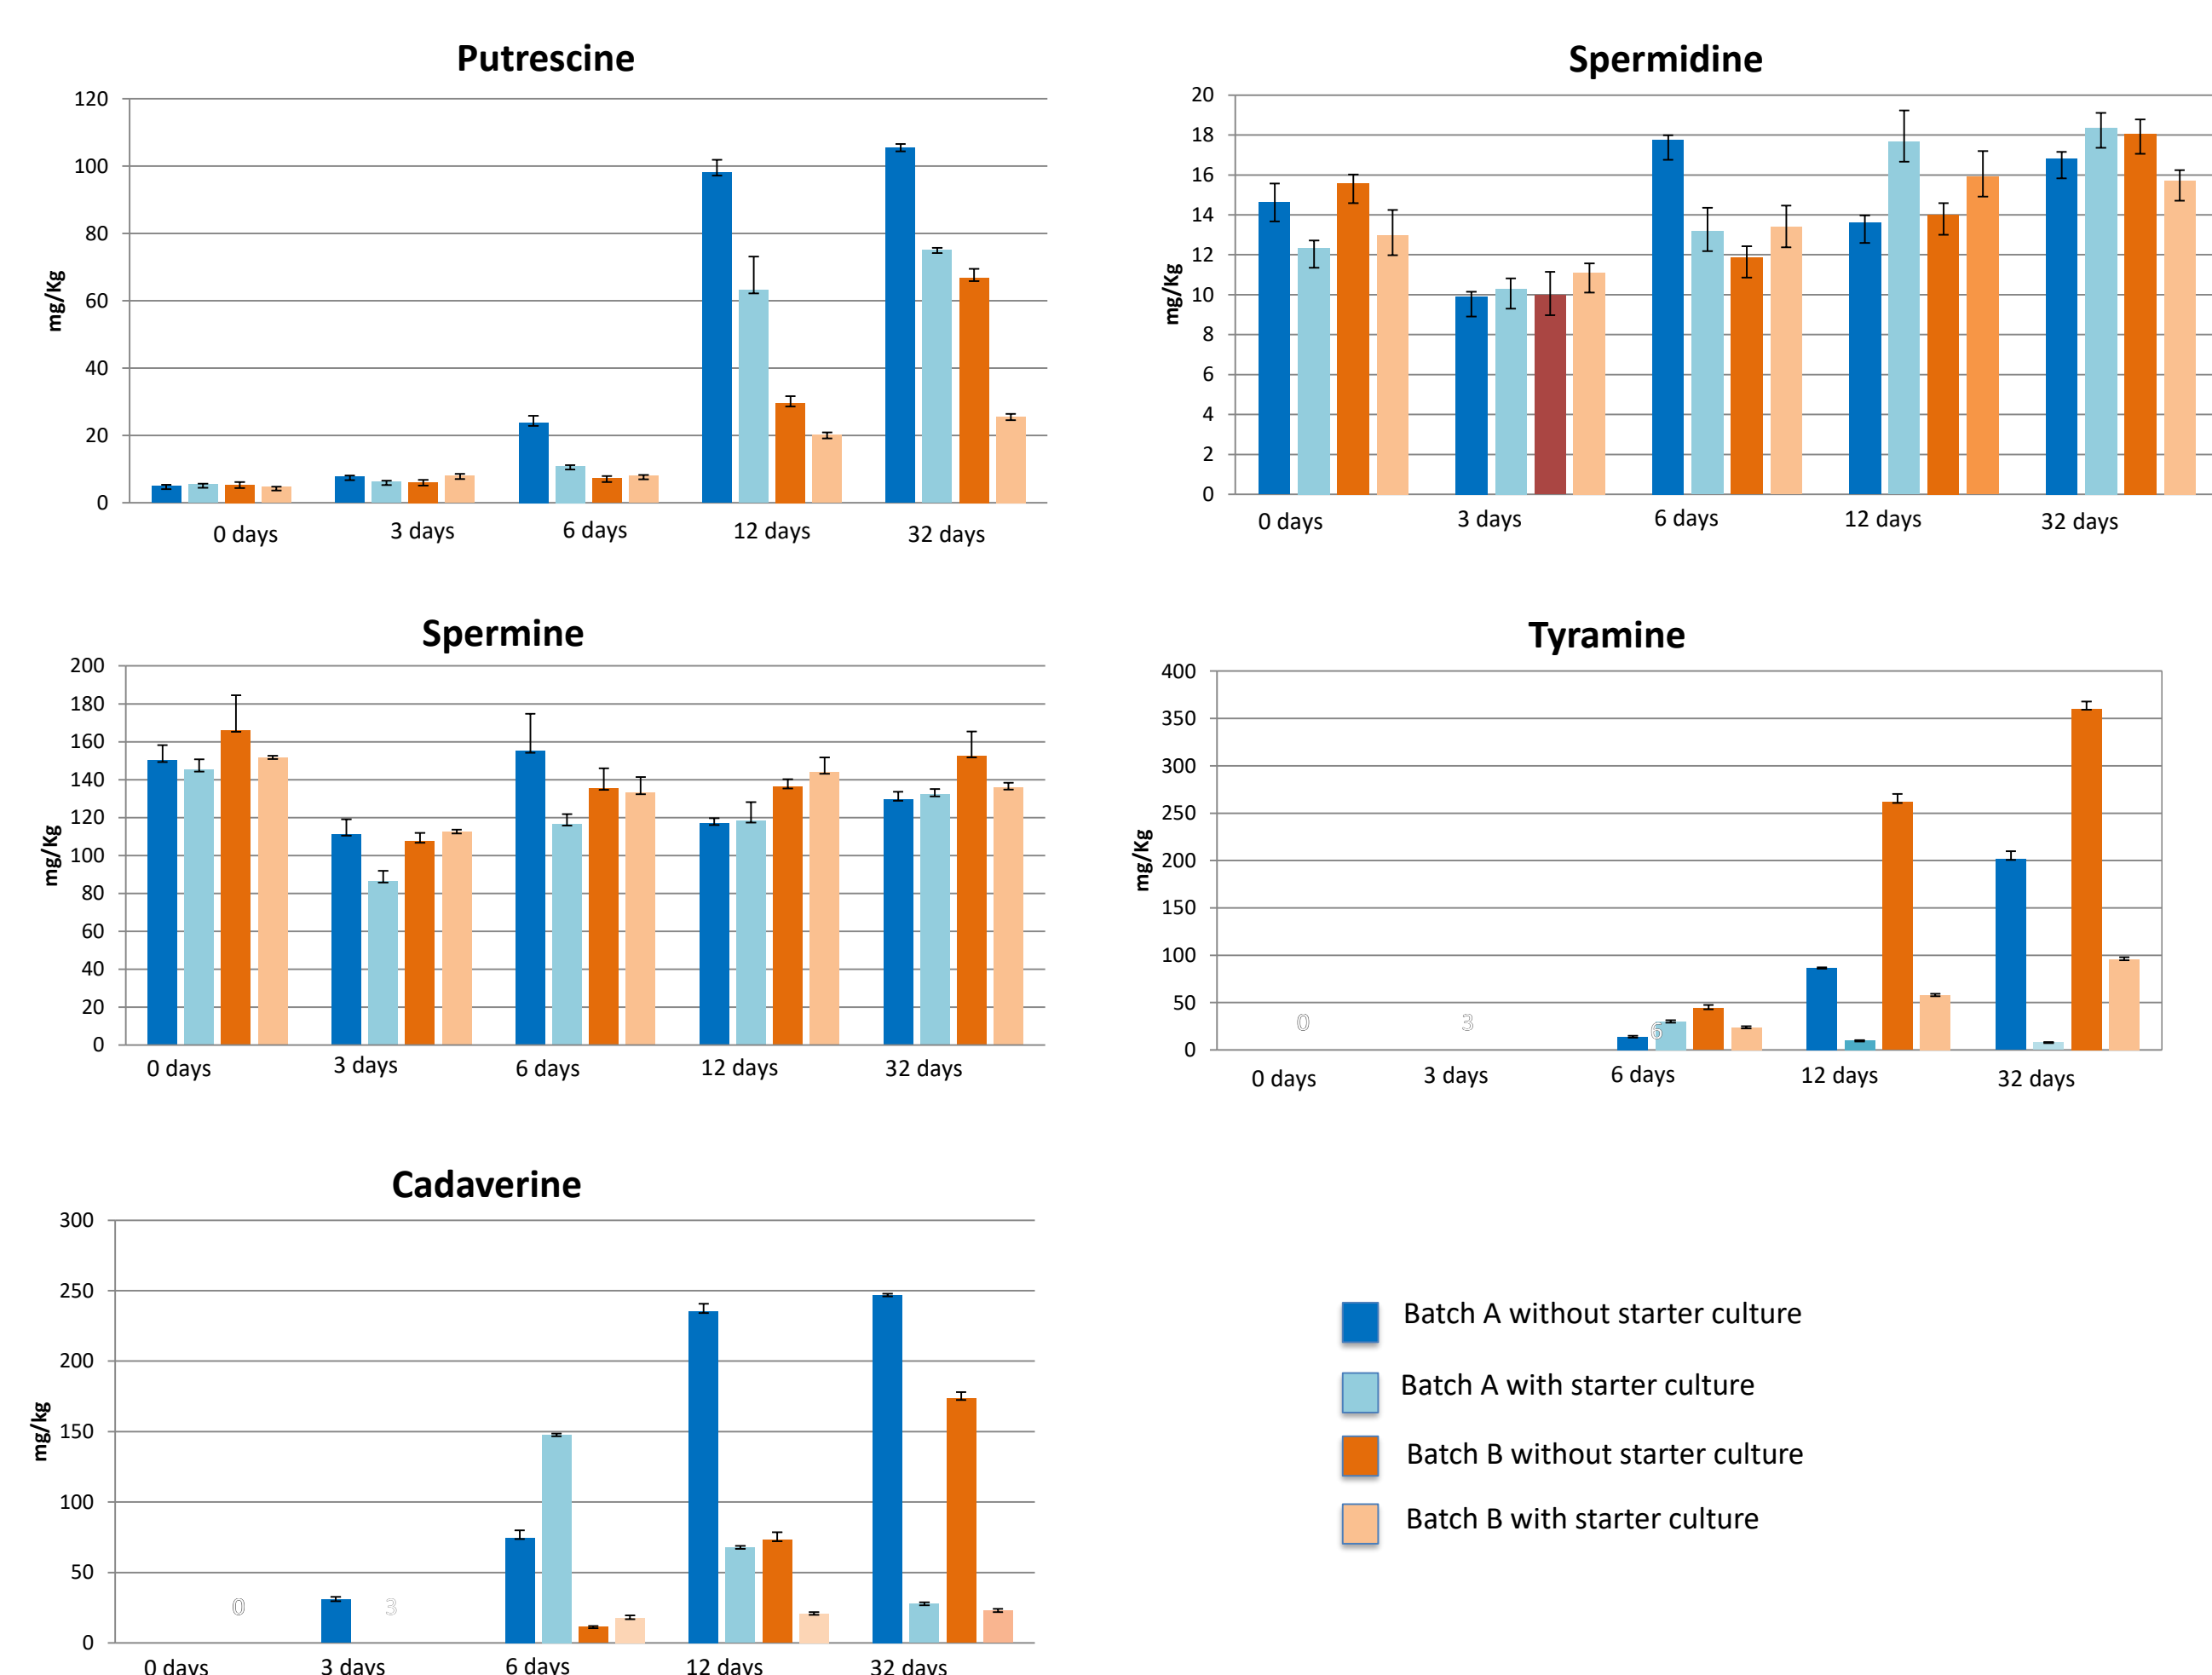 Putrescine
120
100
80
60
40
20
0
mg/Kg
0 days
3 days
6 days
12 days
32 days
Spermidine
20
18
16
14
12
10
8
6
4
2
0
mg/Kg
0 days
3 days
6 days
12 days
32 days
Spermine
200
180
160
140
120
100
80
60
40
20
0
mg/Kg
0 days
3 days
6 days
12 days
32 days
Tyramine
400
350
300
250
200
150
100
50
0
mg/Kg
0
3
6
0 days
3 days
6 days
12 days
32 days
Cadaverine
300
250
200
150
100
50
0
mg/kg
0
3
0 days
3 days
6 days
12 days
32 days
Batch A without starter culture
Batch A with starter culture
Batch B without starter culture
Batch B with starter culture